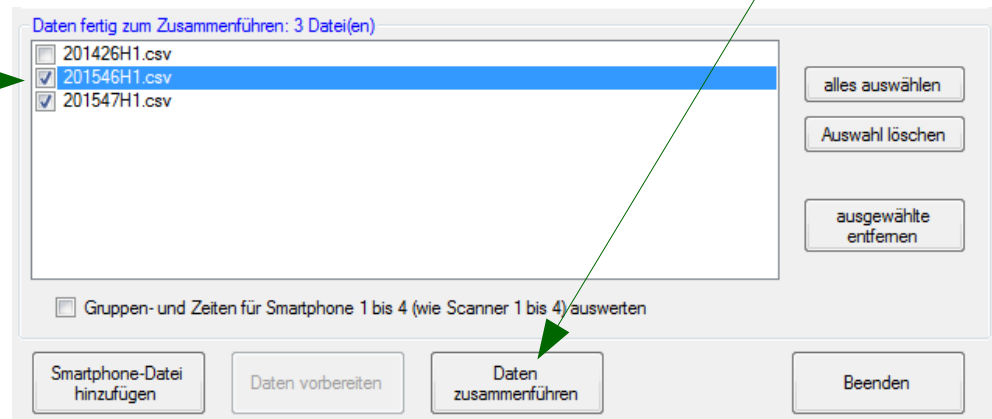 Daten fertig zum Zusammenführen: 3 Datei(en)
201426H1.csv
201546H1.csv
201547H1.csv
alles auswählen
Auswahl löschen
ausgewählte
entfernen
Gruppen- und Zeiten für Smartphone 1 bis 4 (wie Scanner 1 bis 4) auswerten
Smartphone-Datei
hinzufügen
Daten vorbereiten
Daten
zusammenführen
Beenden